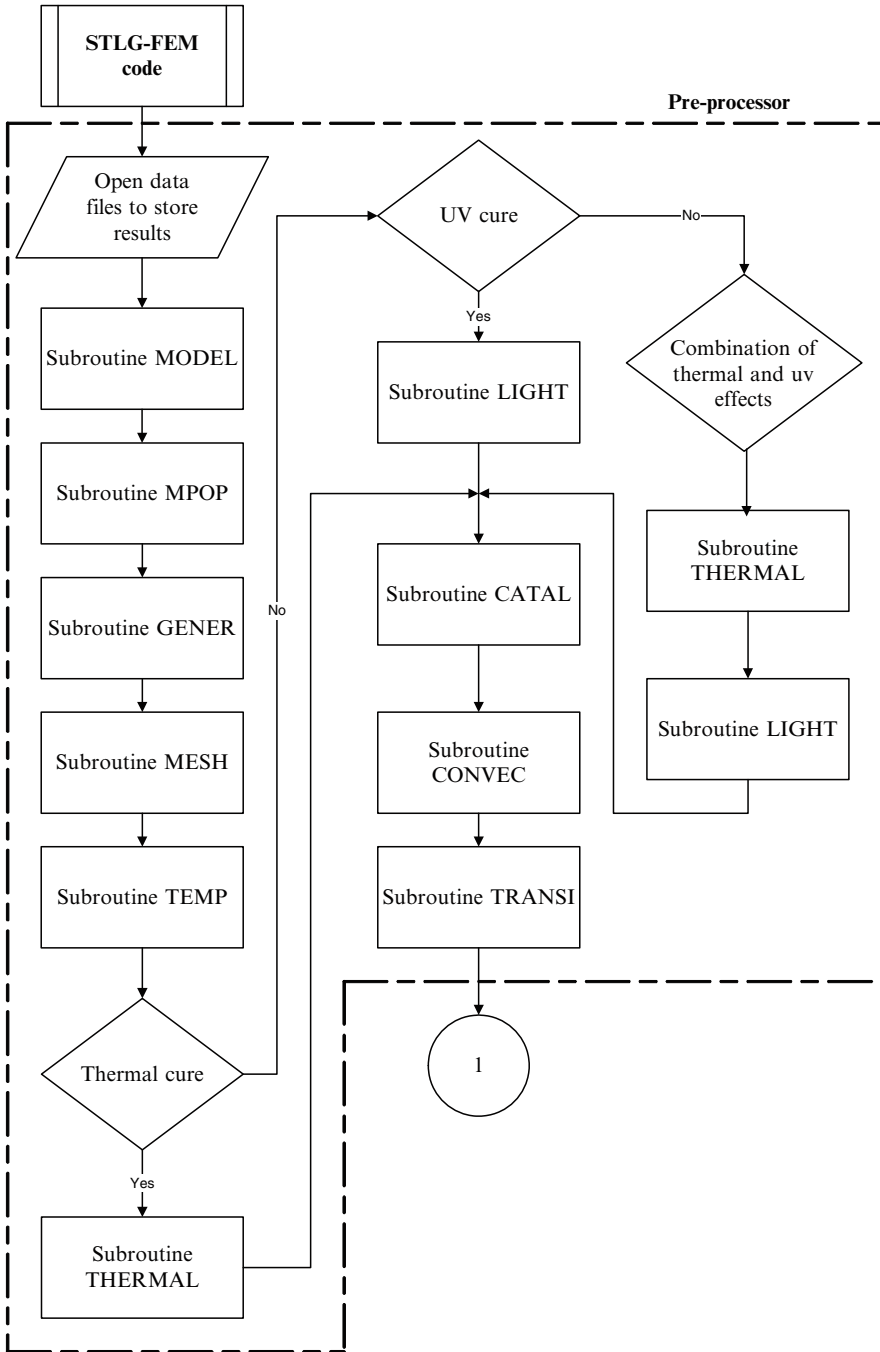 STLG-FEM
code
Pre-processor
Open data
files to store
results
Subroutine MODEL
Subroutine MPOP
Subroutine GENER
Subroutine MESH
Subroutine TEMP
Thermal cure
Yes
Subroutine
THERMAL
No
UV cure
No
Yes
Subroutine LIGHT
Subroutine CATAL
Subroutine
CONVEC
Subroutine TRANSI
1
Combination of
thermal and uv
effects
Subroutine
THERMAL
Subroutine LIGHT